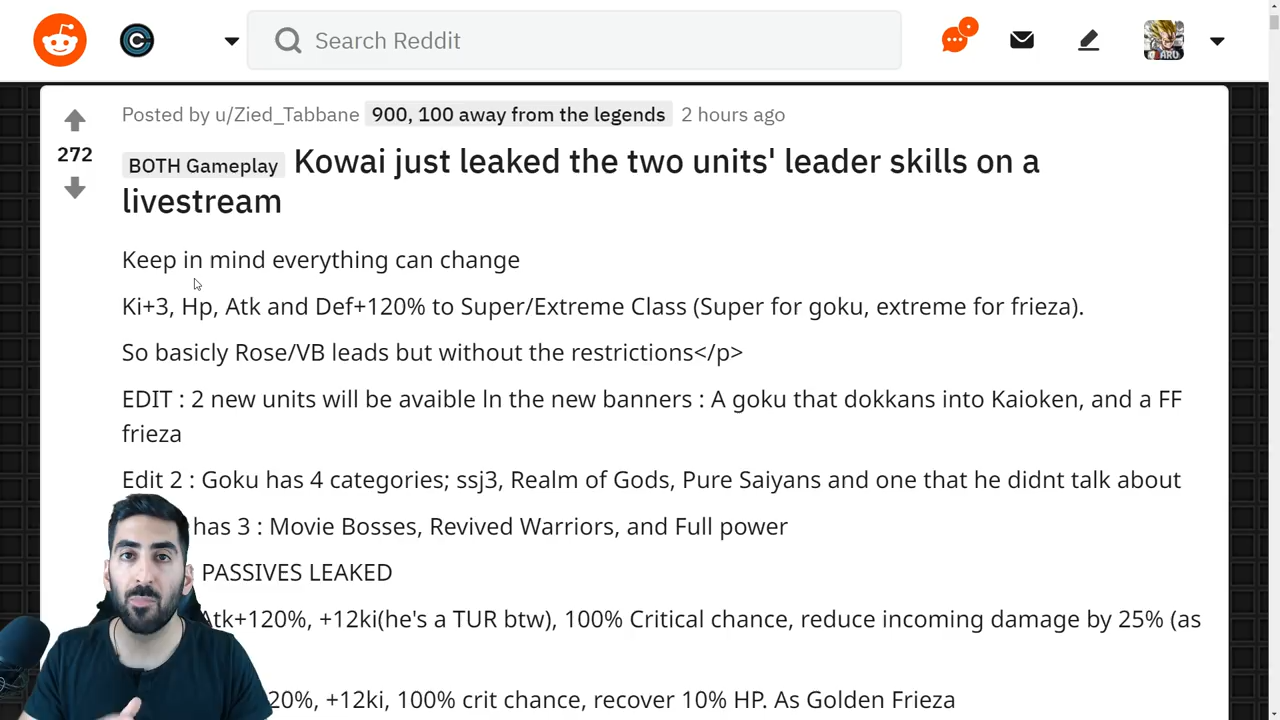 Search Reddit
ARO
Posted by u/Zied_Tabbane 900, 100 away from the legends 2 hours ago
272
BOTH Gameplay Kowai just leaked the two units' leader skills on a
livestream
Keep in mind everything can change
Ki+3, Hp, Atk and Def+120% to Super/Extreme Class (Super for goku, extreme for frieza).
So basicly Rose/VB leads but without the restrictions</p>
EDIT : 2 new units will be avaible ln the new banners : A goku that dokkans into Kaioken, and a FF
frieza
Edit 2 : Goku has 4 categories; ssj3, Realm of Gods, Pure Saiyans and one that he didnt talk about
has 3 : Movie Bosses, Revived Warriors, and Full power
PASSIVES LEAKED
Atk+120%, +12ki(he's a TUR btw), 100% Critical chance, reduce incoming damage by 25% (as
20%, +12ki, 100% crit chance, recover 10% HP. As Golden Frieza